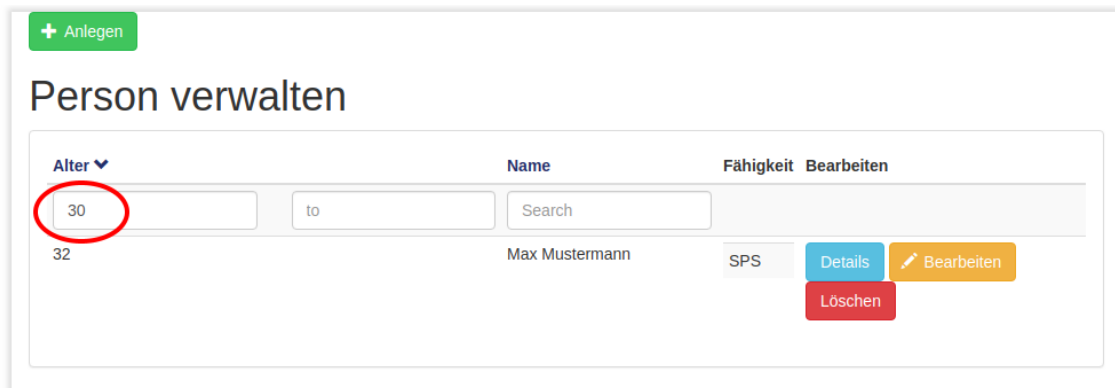 Anlegen
Person verwalten
Alter Name Fähigkeit Bearbeiten
30 to Search
32 Max Mustermann SPS Details Bearbeiten
Löschen